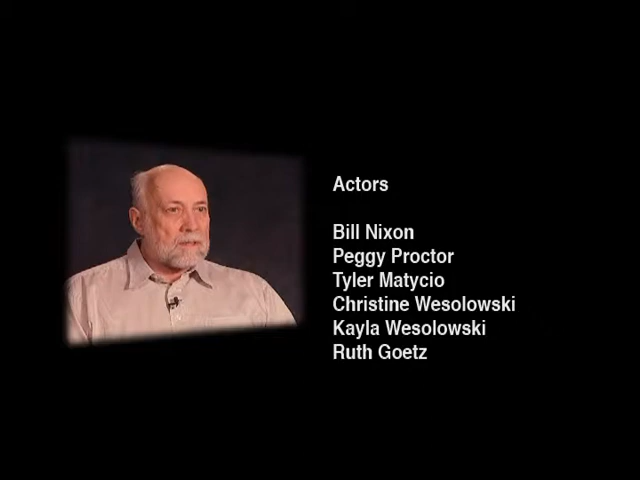 Actors
Bill Nixon
Peggy Proctor
Tyler Matycio
Christine Wesolowski
Kayla Wesolowski
Ruth Goetz